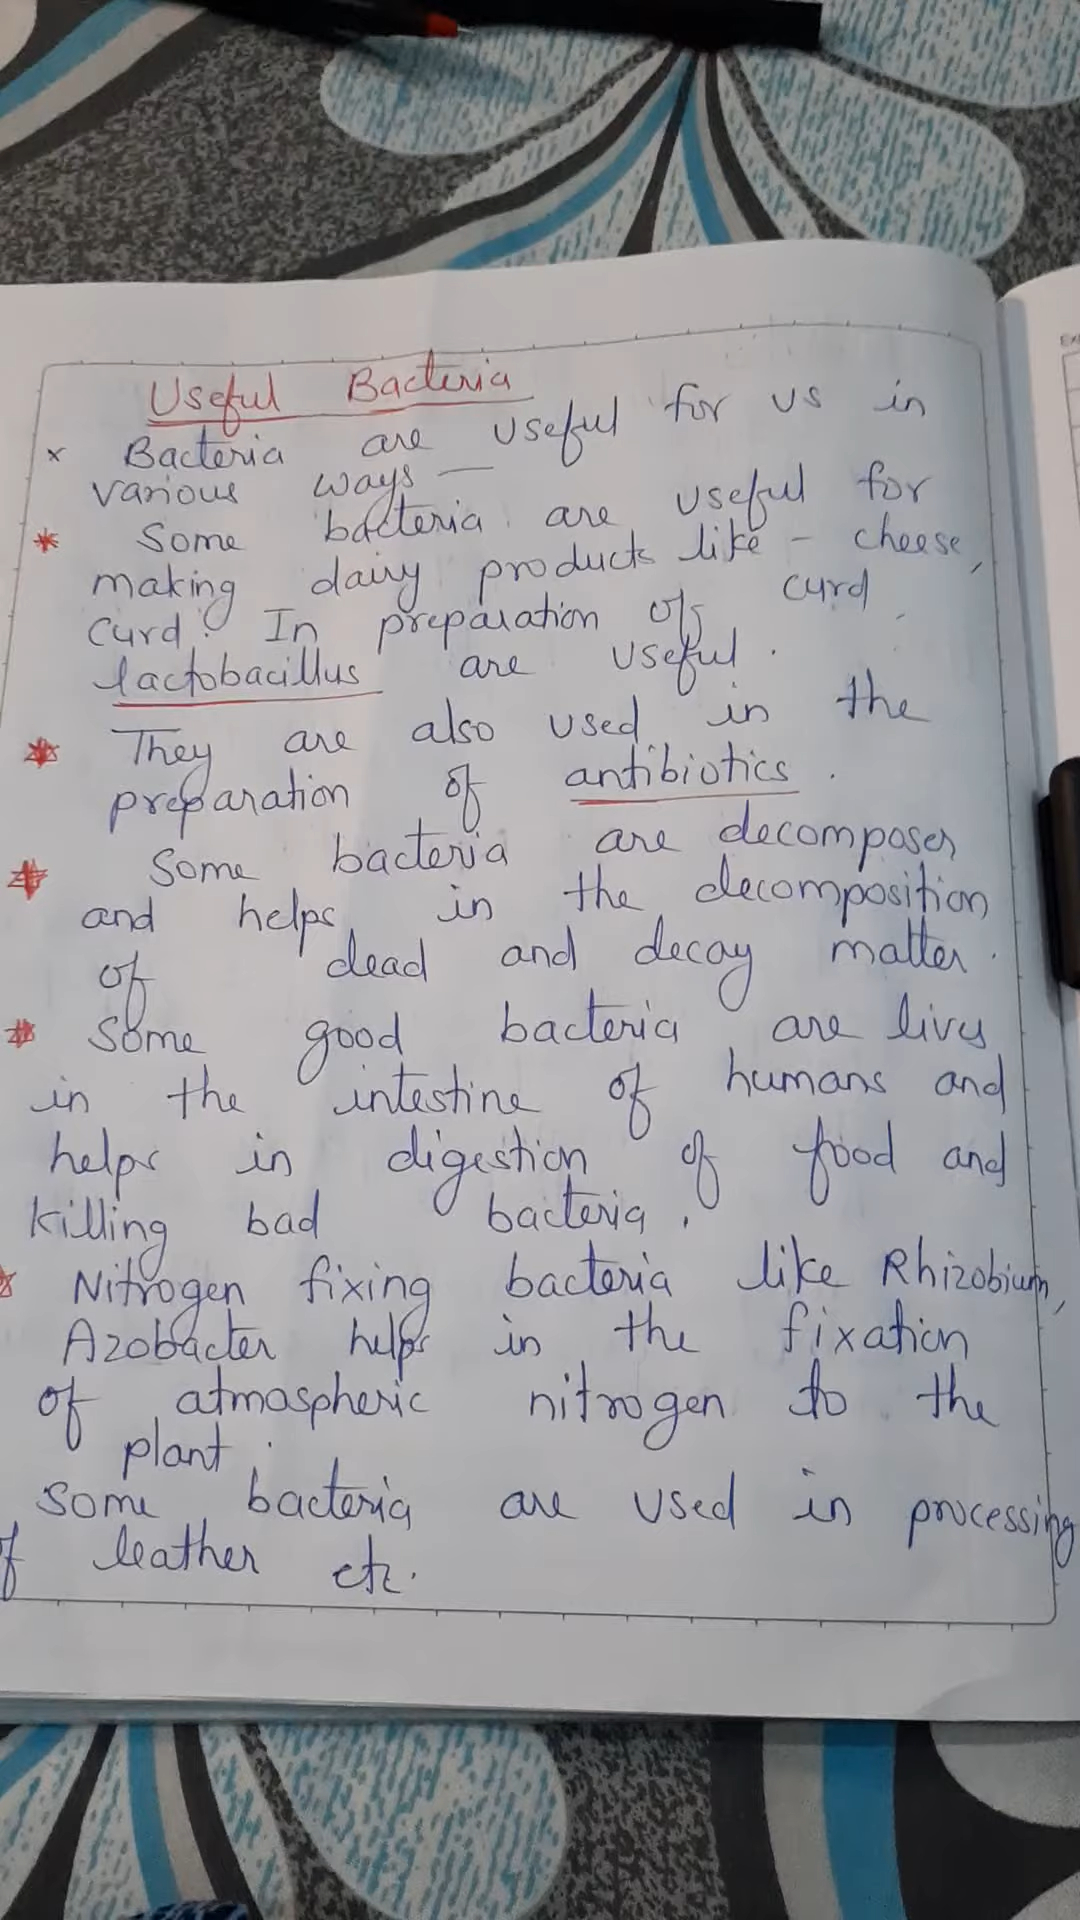 Useful Bacteria
x Bacteria are useful for us in
various ways —
* Some bacteria are useful for
making dairy products like - cheese,
curd. In preparation of curd
lactobacillus are useful.
* They are also used in the
preparation of antibiotics.
* Some bacteria are decomposer
and helps in the decomposition
of dead and decay matter.
* Some good bacteria are lives
in the intestine of humans and
helps in digestion of food and
killing bad bacteria.
* Nitrogen fixing bacteria like Rhizobium,
Azobacter helps in the fixation
of atmospheric nitrogen to the
plant.
Some bacteria are used in processing
of leather etc.